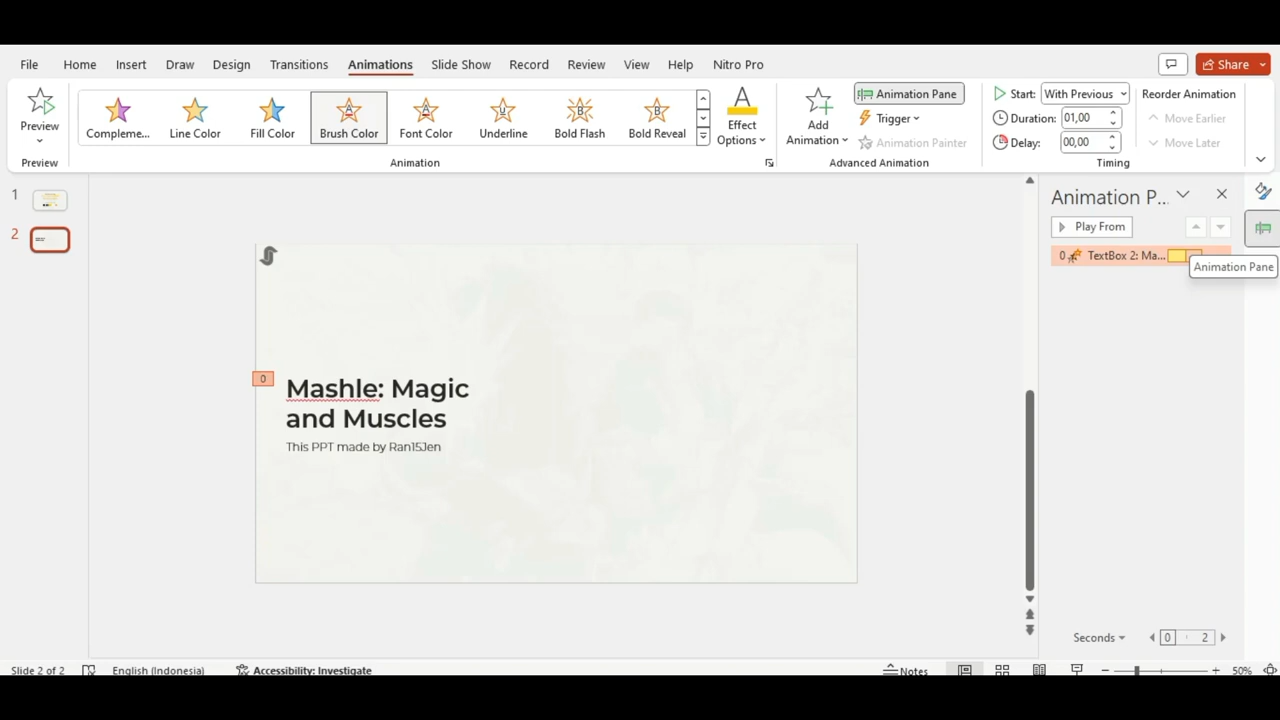 File Home Insert Draw Design Transitions Animations Slide Show Record Review View Help Nitro Pro Share
Preview
Compleme... Line Color Fill Color Brush Color Font Color Underline Bold Flash Bold Reveal
Effect Options
Add Animation
Animation Pane
Trigger
Animation Painter
Start: With Previous
Duration: 01,00
Delay: 00,00
Reorder Animation
Move Earlier
Move Later
Preview Animation Advanced Animation Timing
1
2
0
Mashle: Magic
and Muscles
This PPT made by Ran15Jen
Animation P...
Play From
0 TextBox 2: Ma...
Animation Pane
Seconds 0 2
Slide 2 of 2 English (Indonesia) Accessibility: Investigate Notes 50%